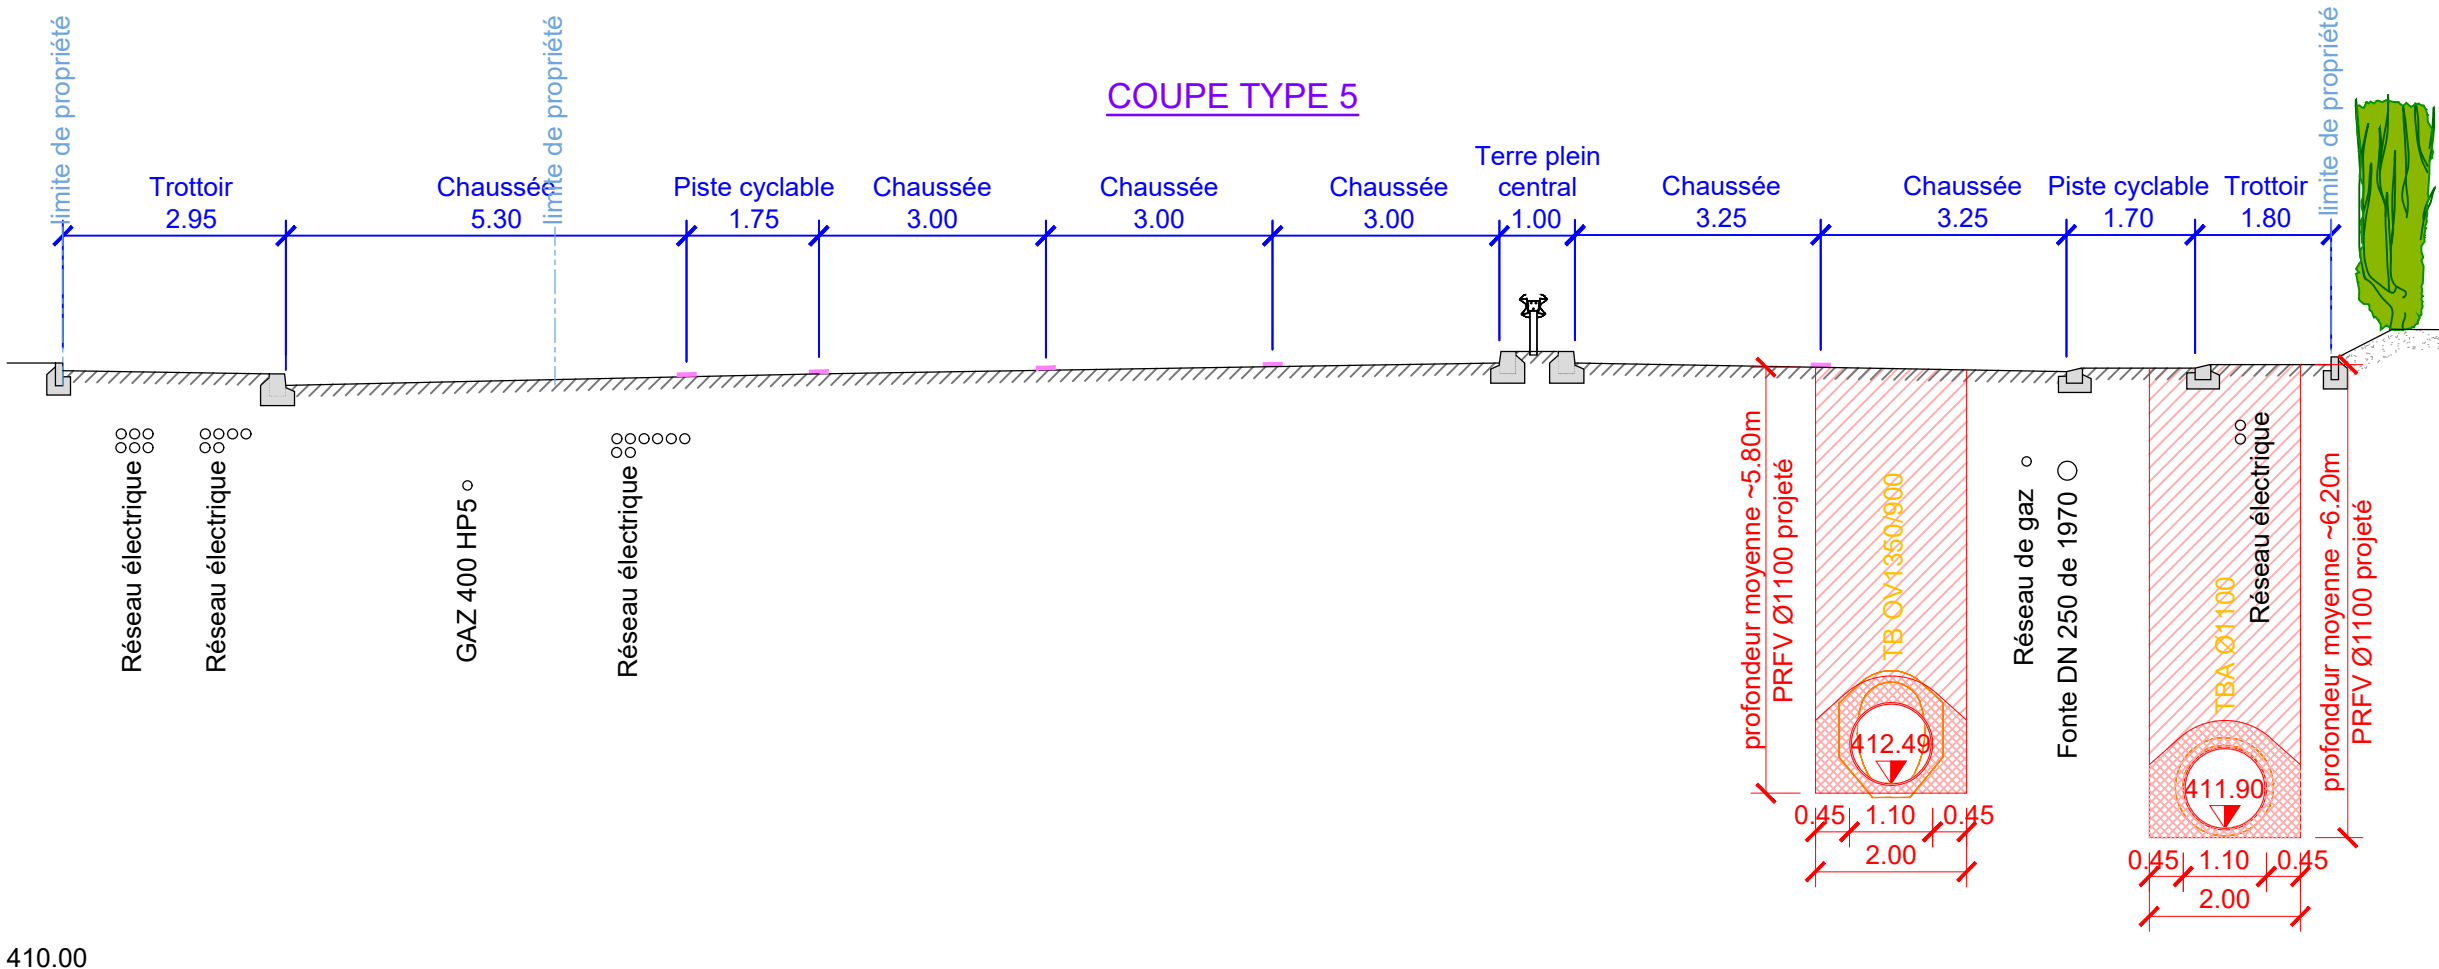 COUPE TYPE 5
limite de propriété
limite de propriété
limite de propriété
Trottoir
2.95
Chaussée
5.30
Piste cyclable
1.75
Chaussée
3.00
Chaussée
3.00
Chaussée
3.00
Terre plein
central
1.00
Chaussée
3.25
Chaussée
3.25
Piste cyclable
1.70
Trottoir
1.80
Réseau électrique
Réseau électrique
GAZ 400 HP5
Réseau électrique
profondeur moyenne ~5.80m
PRFV Ø1100 projeté
TB OV1350/900
412.49
0.45
1.10
0.45
2.00
Réseau de gaz
Fonte DN 250 de 1970
TBA Ø1100
Réseau électrique
profondeur moyenne ~6.20m
PRFV Ø1100 projeté
411.90
0.45
1.10
0.45
2.00
410.00